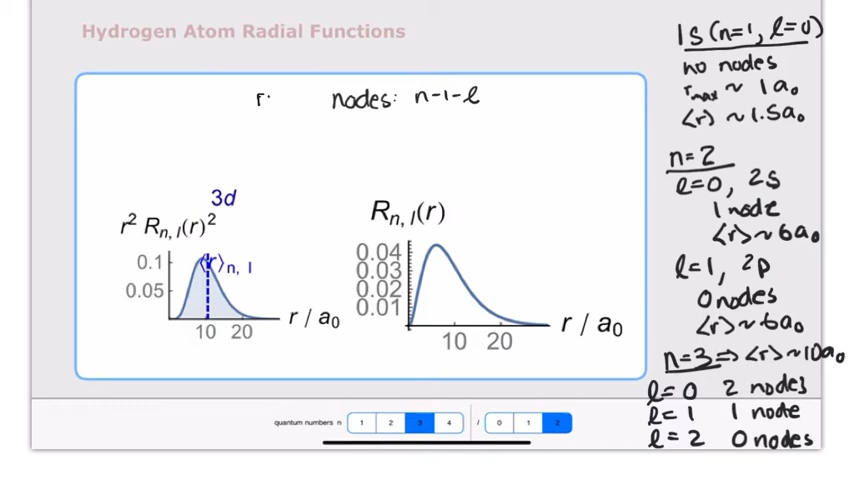 Hydrogen Atom Radial Functions
r·
nodes: n-1-l
3d
r² Rn, l(r)²
0.1
0.05
⟨r⟩n, l
10 20
r / a0
Rn, l(r)
0.04
0.03
0.02
0.01
10 20
r / a0
quantum numbers n 1 2 3 4 / 0 1 2
1s (n=1, l=0)
no nodes
rmax ~ 1a0
⟨r⟩ ~ 1.5a0
n=2
l=0, 2s
1 node
⟨r⟩ ~ 6a0
l=1, 2p
0 nodes
⟨r⟩ ~ 6a0
n=3 ⇒ ⟨r⟩ ~ 10a0
l=0 2 nodes
l=1 1 node
l=2 0 nodes